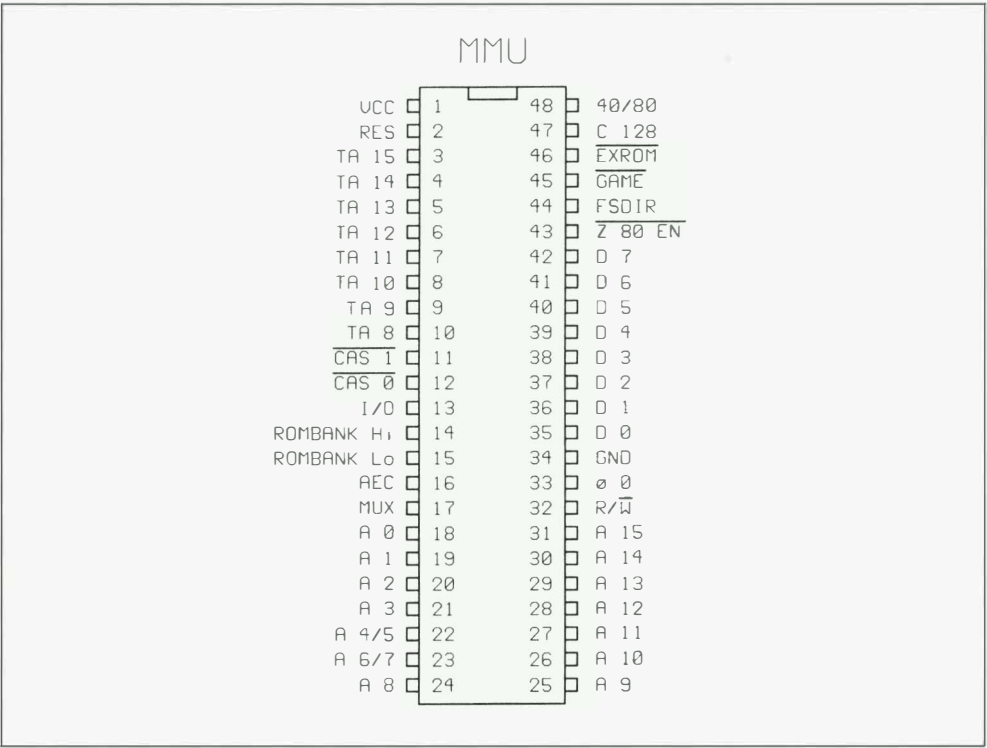 MMU
VCC 1 48 40/80
RES 2 47 C 128
TA 15 3 46 EXROM
TA 14 4 45 GAME
TA 13 5 44 FSDIR
TA 12 6 43 Z 80 EN
TA 11 7 42 D 7
TA 10 8 41 D 6
TA 9 9 40 D 5
TA 8 10 39 D 4
CAS 1 11 38 D 3
CAS 0 12 37 D 2
I/O 13 36 D 1
ROMBANK Hi 14 35 D 0
ROMBANK Lo 15 34 GND
AEC 16 33 ø 0
MUX 17 32 R/W
A 0 18 31 A 15
A 1 19 30 A 14
A 2 20 29 A 13
A 3 21 28 A 12
A 4/5 22 27 A 11
A 6/7 23 26 A 10
A 8 24 25 A 9